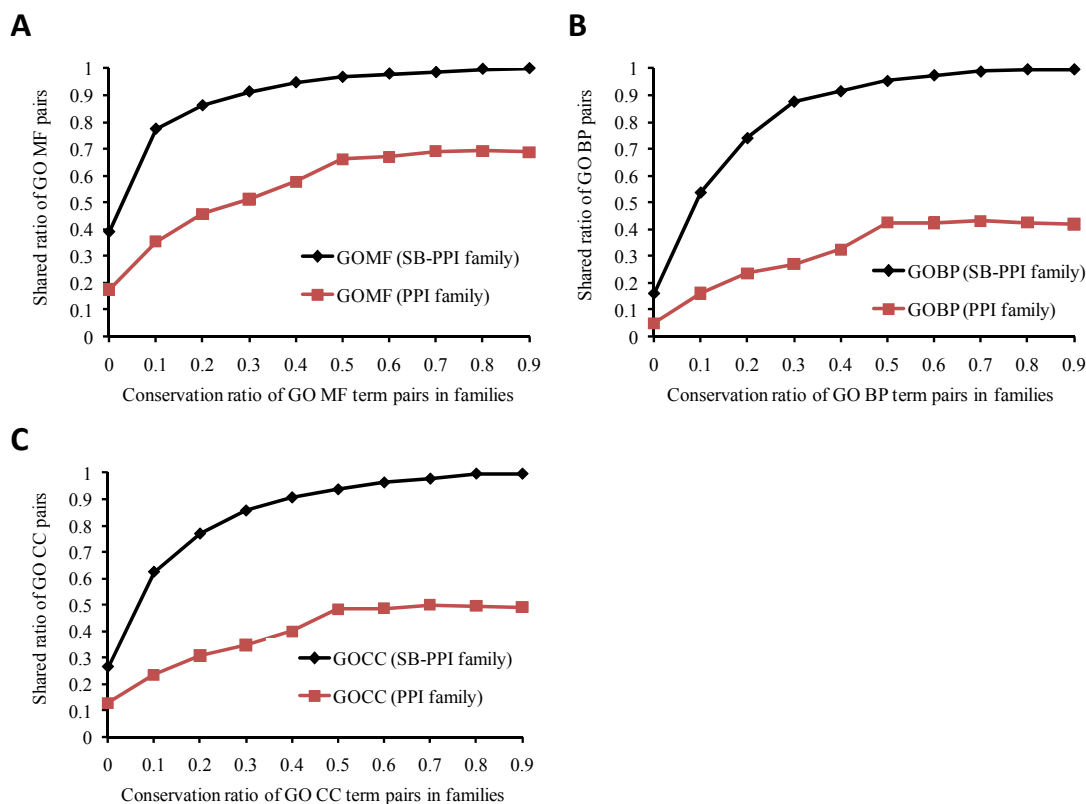 A
Shared ratio of GO MF pairs
1
0.9
0.8
0.7
0.6
0.5
0.4
0.3
0.2
0.1
0
GOMF (SB-PPI family)
GOMF (PPI family)
0 0.1 0.2 0.3 0.4 0.5 0.6 0.7 0.8 0.9
Conservation ratio of GO MF term pairs in families
B
Shared ratio of GO BP pairs
1
0.9
0.8
0.7
0.6
0.5
0.4
0.3
0.2
0.1
0
GOBP (SB-PPI family)
GOBP (PPI family)
0 0.1 0.2 0.3 0.4 0.5 0.6 0.7 0.8 0.9
Conservation ratio of GO BP term pairs in families
C
Shared ratio of GO CC pairs
1
0.9
0.8
0.7
0.6
0.5
0.4
0.3
0.2
0.1
0
GOCC (SB-PPI family)
GOCC (PPI family)
0 0.1 0.2 0.3 0.4 0.5 0.6 0.7 0.8 0.9
Conservation ratio of GO CC term pairs in families